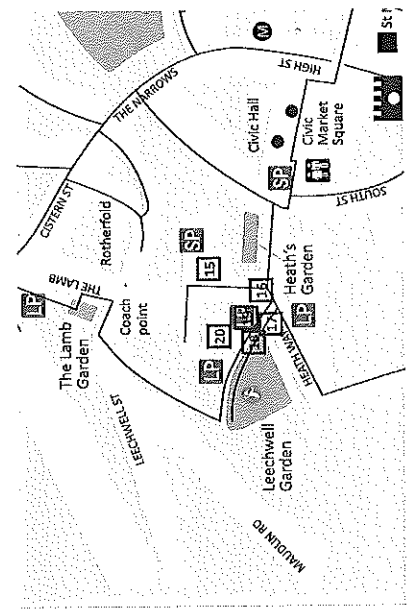 CISTERN ST
THE NARROWS
HIGH ST
M
St
Civic Hall
Civic
Market
Square
SP
SOUTH ST
Rotherfold
THE LAMB
LP
The Lamb
Garden
Coach
point
SP
15
Heath's
Garden
16
20
LP
17
LP
HEATH WAY
LEECHWELL ST
Leechwell
Garden
MAUDLIN RD